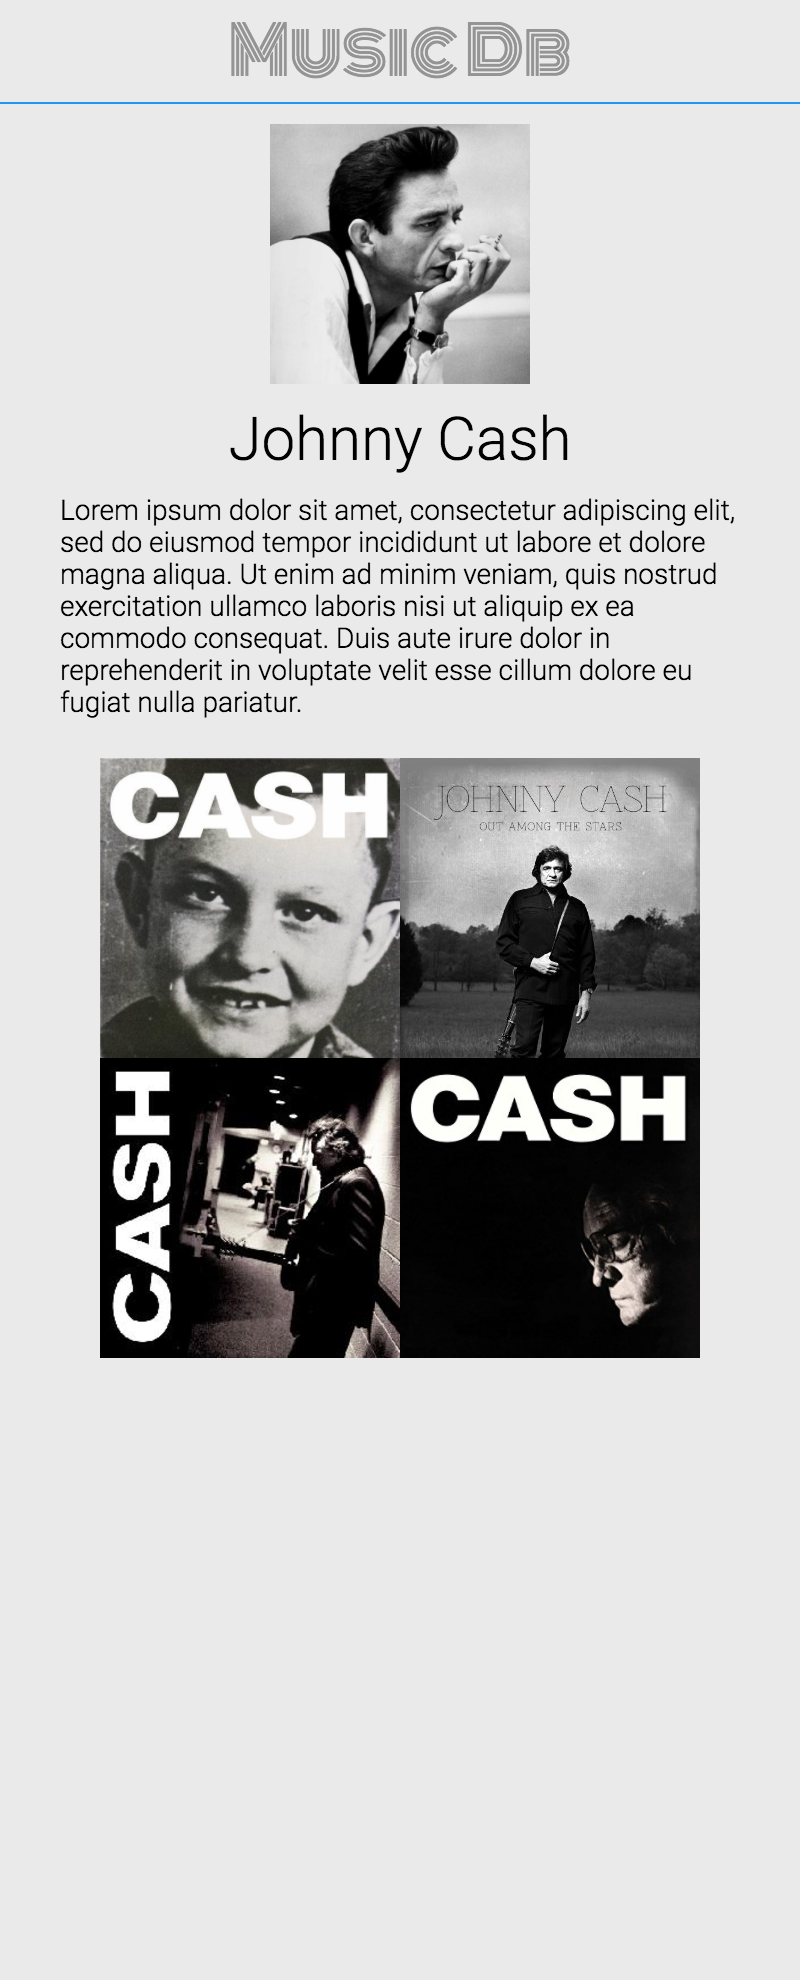 Music Db
Johnny Cash
Lorem ipsum dolor sit amet, consectetur adipiscing elit,
sed do eiusmod tempor incididunt ut labore et dolore
magna aliqua. Ut enim ad minim veniam, quis nostrud
exercitation ullamco laboris nisi ut aliquip ex ea
commodo consequat. Duis aute irure dolor in
reprehenderit in voluptate velit esse cillum dolore eu
fugiat nulla pariatur.
CASH
JOHNNY CASH
OUT AMONG THE STARS
CASH
CASH